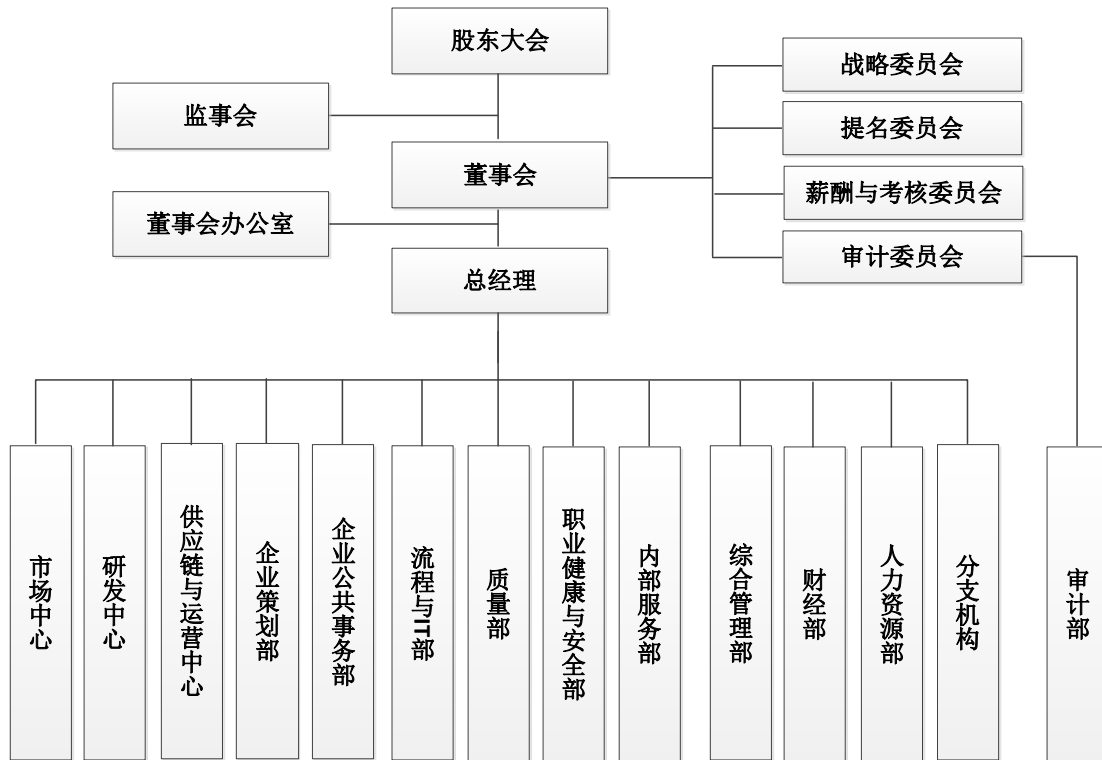 股东大会
战略委员会
监事会
提名委员会
董事会
薪酬与考核委员会
董事会办公室
审计委员会
总经理
市场中心
研发中心
供应链与运营中心
企业策划部
企业公共事务部
流程与IT部
质量部
职业健康与安全部
内部服务部
综合管理部
财经部
人力资源部
分支机构
审计部